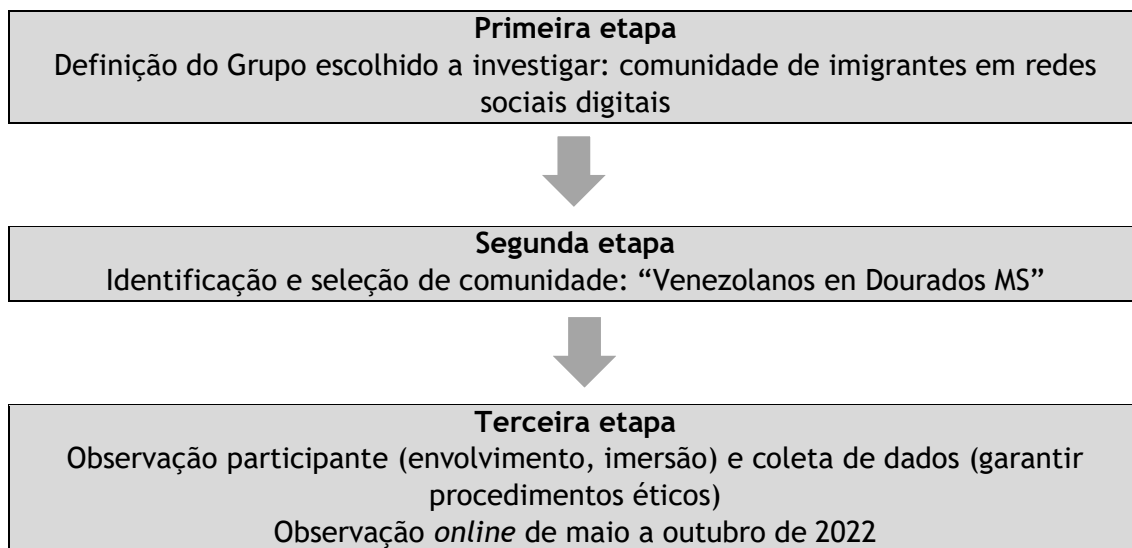 Primeira etapa
Definição do Grupo escolhido a investigar: comunidade de imigrantes em redes
sociais digitais
Segunda etapa
Identificação e seleção de comunidade: “Venezolanos en Dourados MS”
Terceira etapa
Observação participante (envolvimento, imersão) e coleta de dados (garantir
procedimentos éticos)
Observação online de maio a outubro de 2022